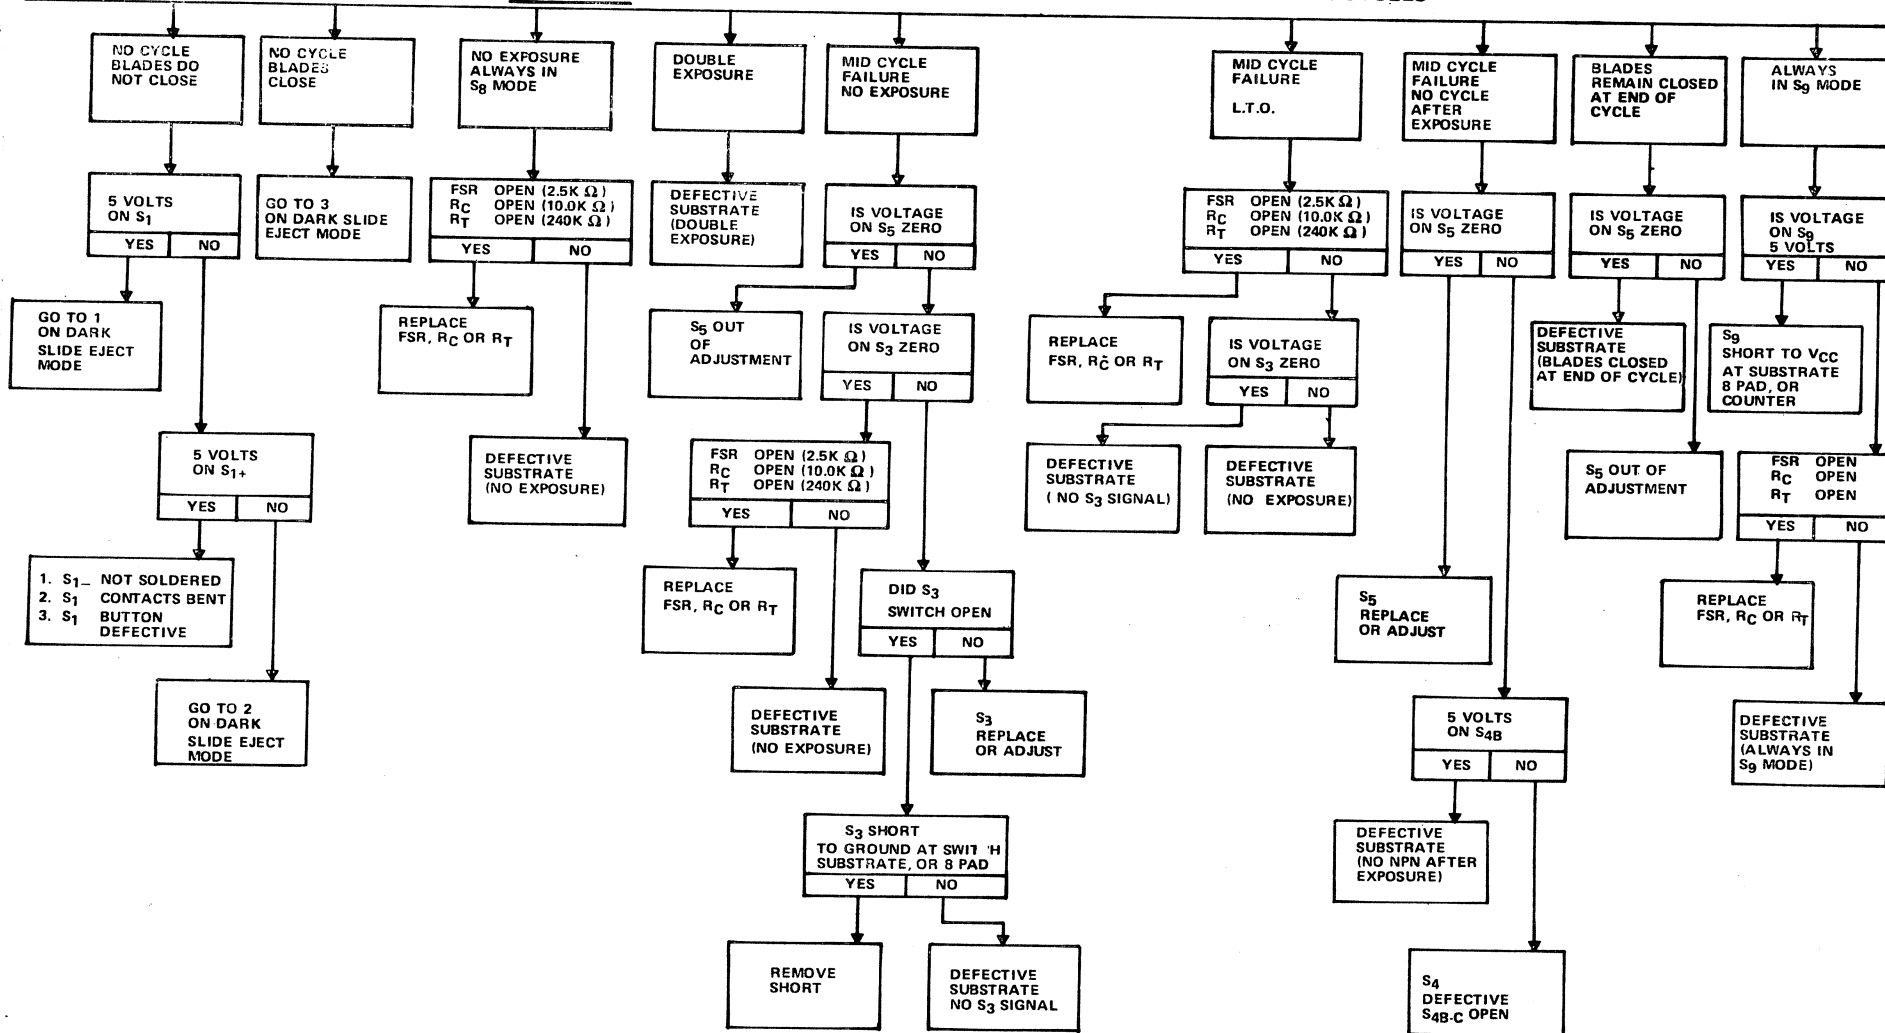 NO CYCLE
BLADES DO
NOT CLOSE
NO CYCLE
BLADES
CLOSE
NO EXPOSURE
ALWAYS IN
S8 MODE
DOUBLE
EXPOSURE
MID CYCLE
FAILURE
NO EXPOSURE
MID CYCLE
FAILURE
L.T.O.
MID CYCLE
FAILURE
NO CYCLE
AFTER
EXPOSURE
BLADES
REMAIN CLOSED
AT END OF
CYCLE
ALWAYS
IN S9 MODE
5 VOLTS
ON S1
YES NO
GO TO 3
ON DARK SLIDE
EJECT MODE
FSR OPEN (2.5K Ω)
RC OPEN (10.0K Ω)
RT OPEN (240K Ω)
YES NO
DEFECTIVE
SUBSTRATE
(DOUBLE
EXPOSURE)
IS VOLTAGE
ON S5 ZERO
YES NO
FSR OPEN (2.5K Ω)
RC OPEN (10.0K Ω)
RT OPEN (240K Ω)
YES NO
IS VOLTAGE
ON S5 ZERO
YES NO
IS VOLTAGE
ON S5 ZERO
YES NO
IS VOLTAGE
ON S9
5 VOLTS
YES NO
GO TO 1
ON DARK
SLIDE EJECT
MODE
REPLACE
FSR, RC OR RT
S5 OUT
OF
ADJUSTMENT
IS VOLTAGE
ON S3 ZERO
YES NO
REPLACE
FSR, RC OR RT
IS VOLTAGE
ON S3 ZERO
YES NO
DEFECTIVE
SUBSTRATE
(BLADES CLOSED
AT END OF CYCLE)
S9
SHORT TO VCC
AT SUBSTRATE
8 PAD, OR
COUNTER
5 VOLTS
ON S1+
YES NO
DEFECTIVE
SUBSTRATE
(NO EXPOSURE)
FSR OPEN (2.5K Ω)
RC OPEN (10.0K Ω)
RT OPEN (240K Ω)
YES NO
DEFECTIVE
SUBSTRATE
( NO S3 SIGNAL)
DEFECTIVE
SUBSTRATE
(NO EXPOSURE)
S5 OUT OF
ADJUSTMENT
FSR OPEN
RC OPEN
RT OPEN
YES NO
1. S1- NOT SOLDERED
2. S1 CONTACTS BENT
3. S1 BUTTON
DEFECTIVE
REPLACE
FSR, RC OR RT
DID S3
SWITCH OPEN
YES NO
S5
REPLACE
OR ADJUST
REPLACE
FSR, RC OR RT
GO TO 2
ON DARK
SLIDE EJECT
MODE
DEFECTIVE
SUBSTRATE
(NO EXPOSURE)
S3
REPLACE
OR ADJUST
5 VOLTS
ON S4B
YES NO
DEFECTIVE
SUBSTRATE
(ALWAYS IN
S9 MODE)
S3 SHORT
TO GROUND AT SWITCH
SUBSTRATE, OR 8 PAD
YES NO
DEFECTIVE
SUBSTRATE
(NO NPN AFTER
EXPOSURE)
REMOVE
SHORT
DEFECTIVE
SUBSTRATE
NO S3 SIGNAL
S4
DEFECTIVE
S4B-C OPEN